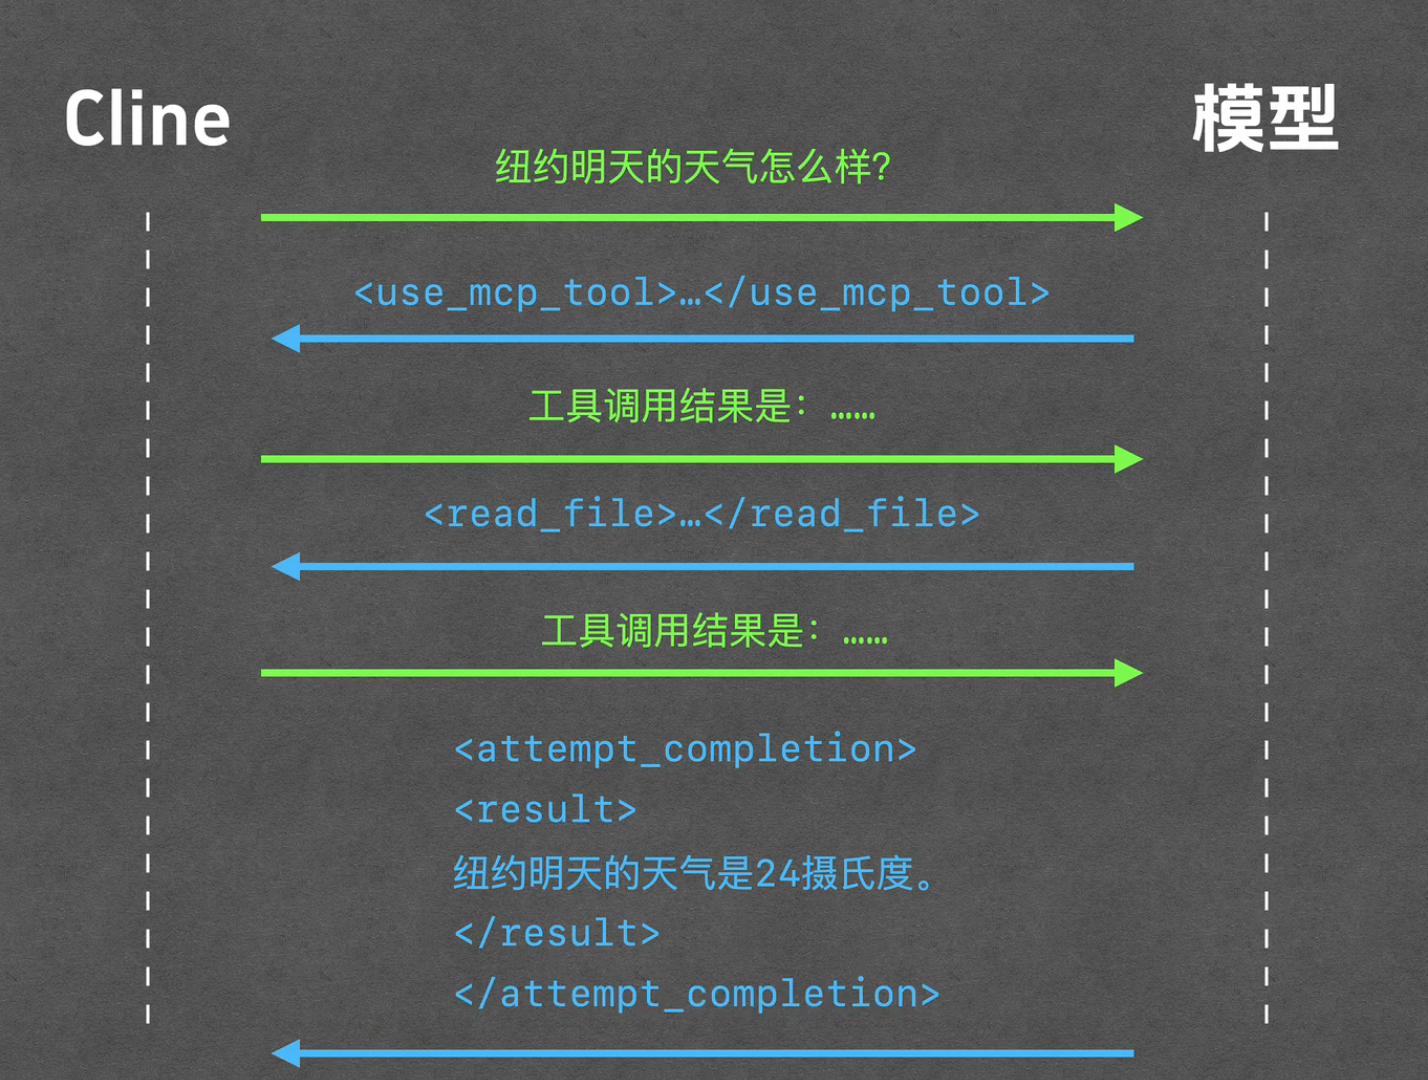 Cline
模型
纽约明天的天气怎么样？
<use_mcp_tool>…</use_mcp_tool>
工具调用结果是：……
<read_file>…</read_file>
工具调用结果是：……
<attempt_completion>
<result>
纽约明天的天气是24摄氏度。
</result>
</attempt_completion>